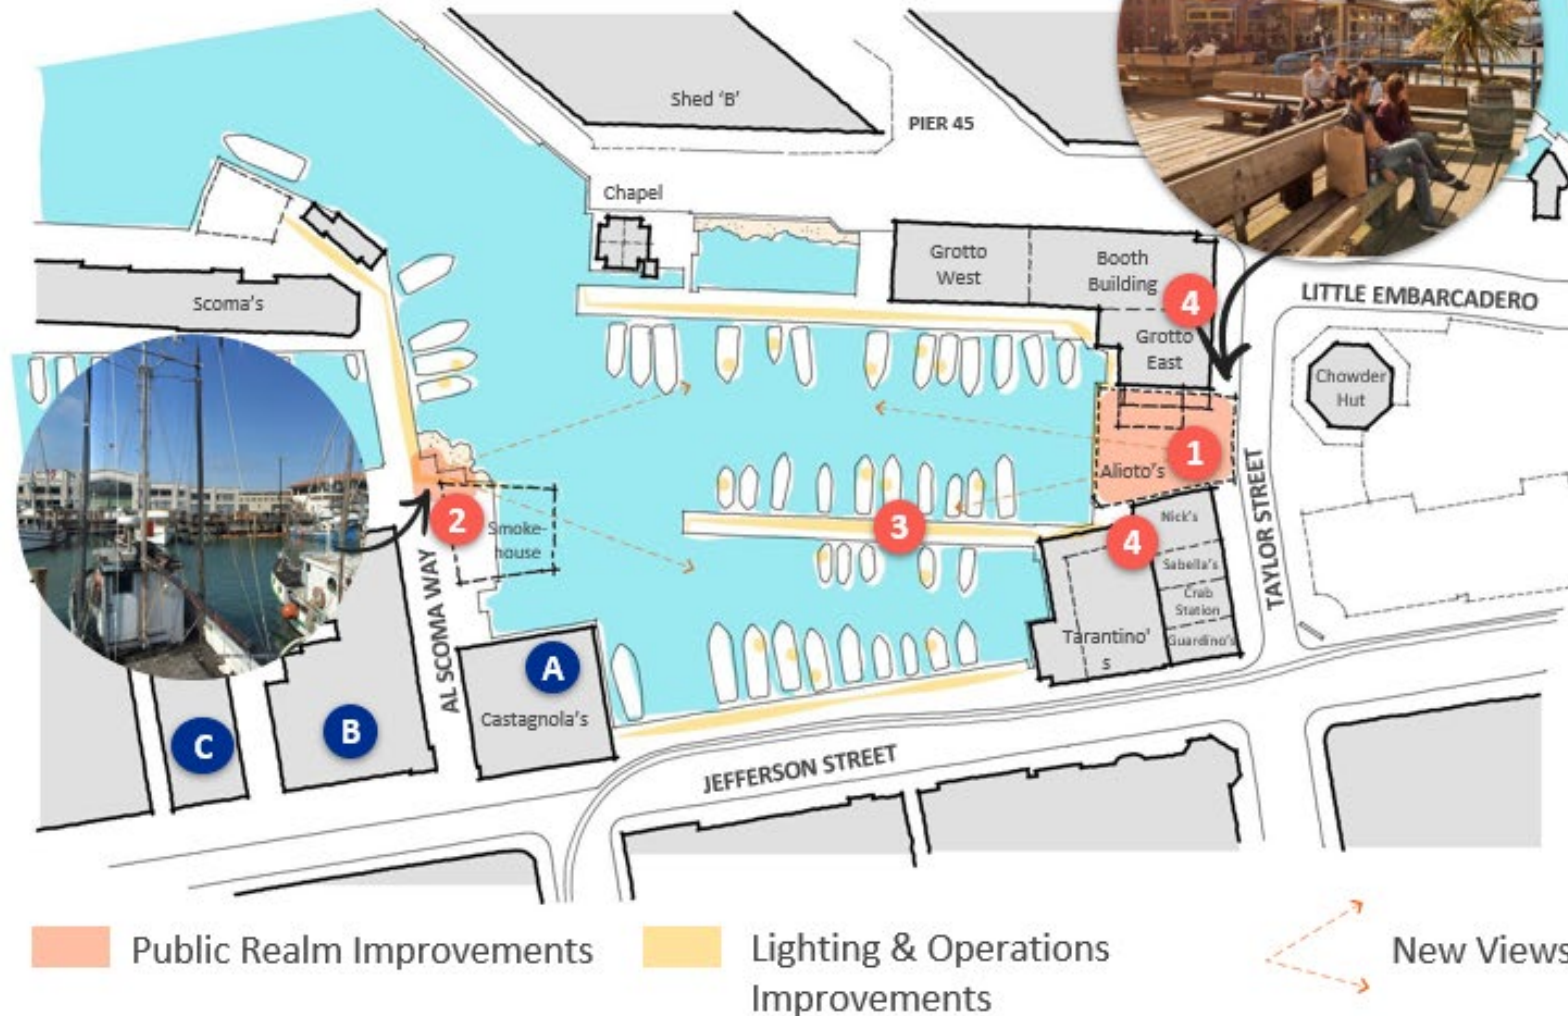 Shed 'B'
PIER 45
Chapel
Grotto
West
Booth
Building
4
LITTLE EMBARCADERO
Scoma's
Grotto
East
Chowder
Hut
1
Alioto's
2
Smoke-
house
3
Nick's
4
Sabella's
Crab
Station
Guardino's
Tarantino'
s
TAYLOR STREET
AL SCOMA WAY
A
Castagnola's
B
C
JEFFERSON STREET
Public Realm Improvements
Lighting & Operations
Improvements
New Views